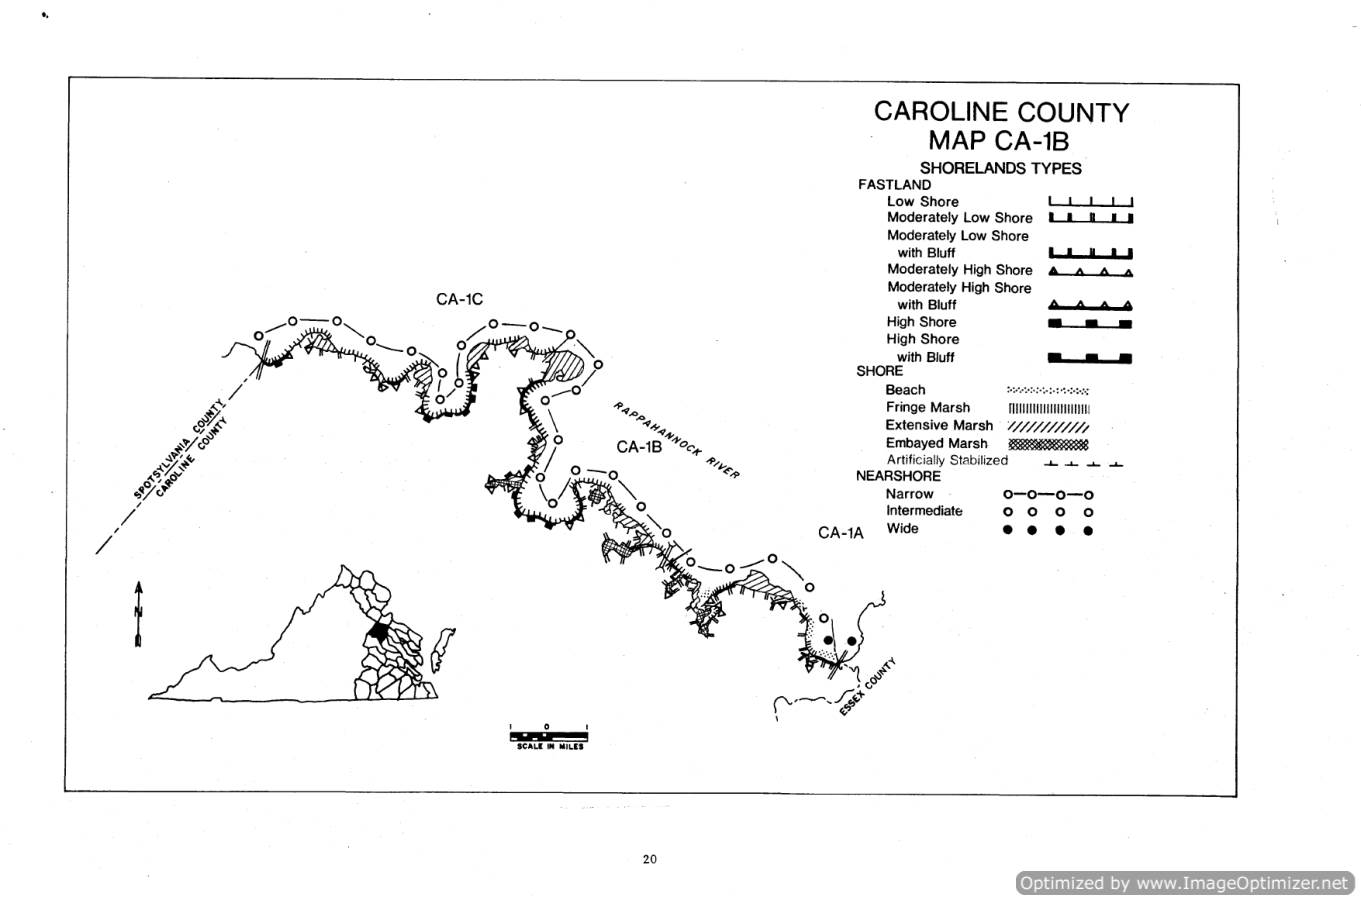 CAROLINE COUNTY
MAP CA-1B
SHORELANDS TYPES
FASTLAND
Low Shore
Moderately Low Shore
Moderately Low Shore
with Bluff
Moderately High Shore
Moderately High Shore
with Bluff
High Shore
High Shore
with Bluff
SHORE
Beach
Fringe Marsh
Extensive Marsh
Embayed Marsh
Artificially Stabilized
NEARSHORE
Narrow
Intermediate
Wide
CA-1C
CA-1B
CA-1A
RAPPAHANNOCK RIVER
SPOTSYLVANIA COUNTY
CAROLINE COUNTY
ESSEX COUNTY
N
1 0 1
SCALE IN MILES
20
Optimized by www.ImageOptimizer.net